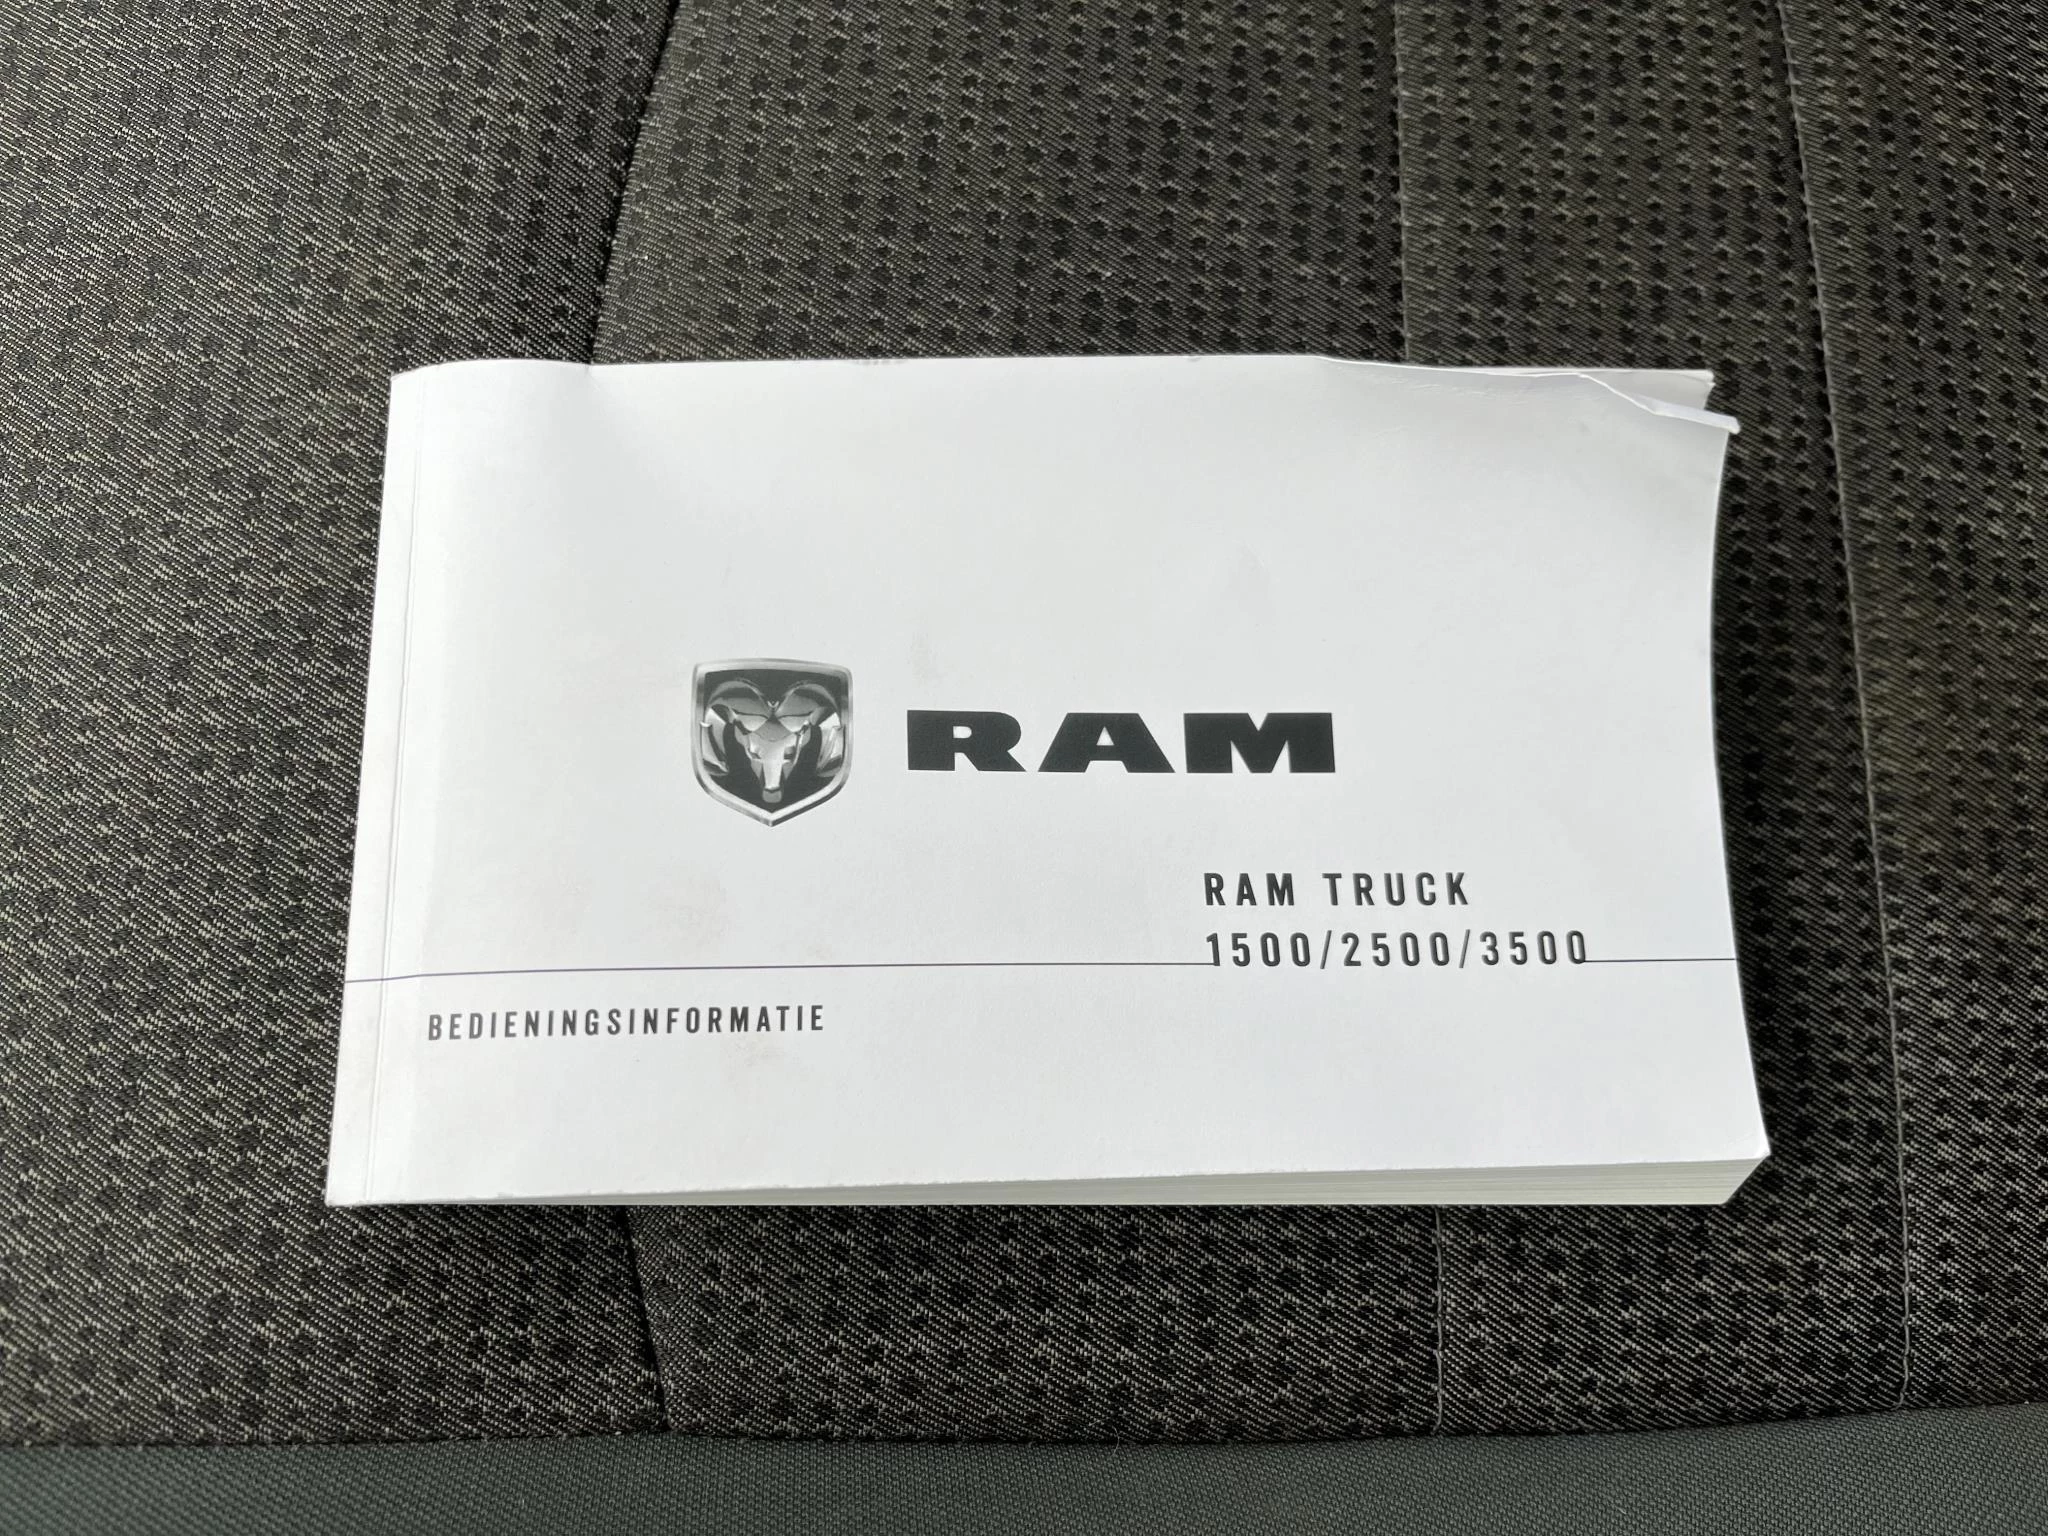 RAM
RAM TRUCK
1500/2500/3500
BEDIENINGSINFORMATIE